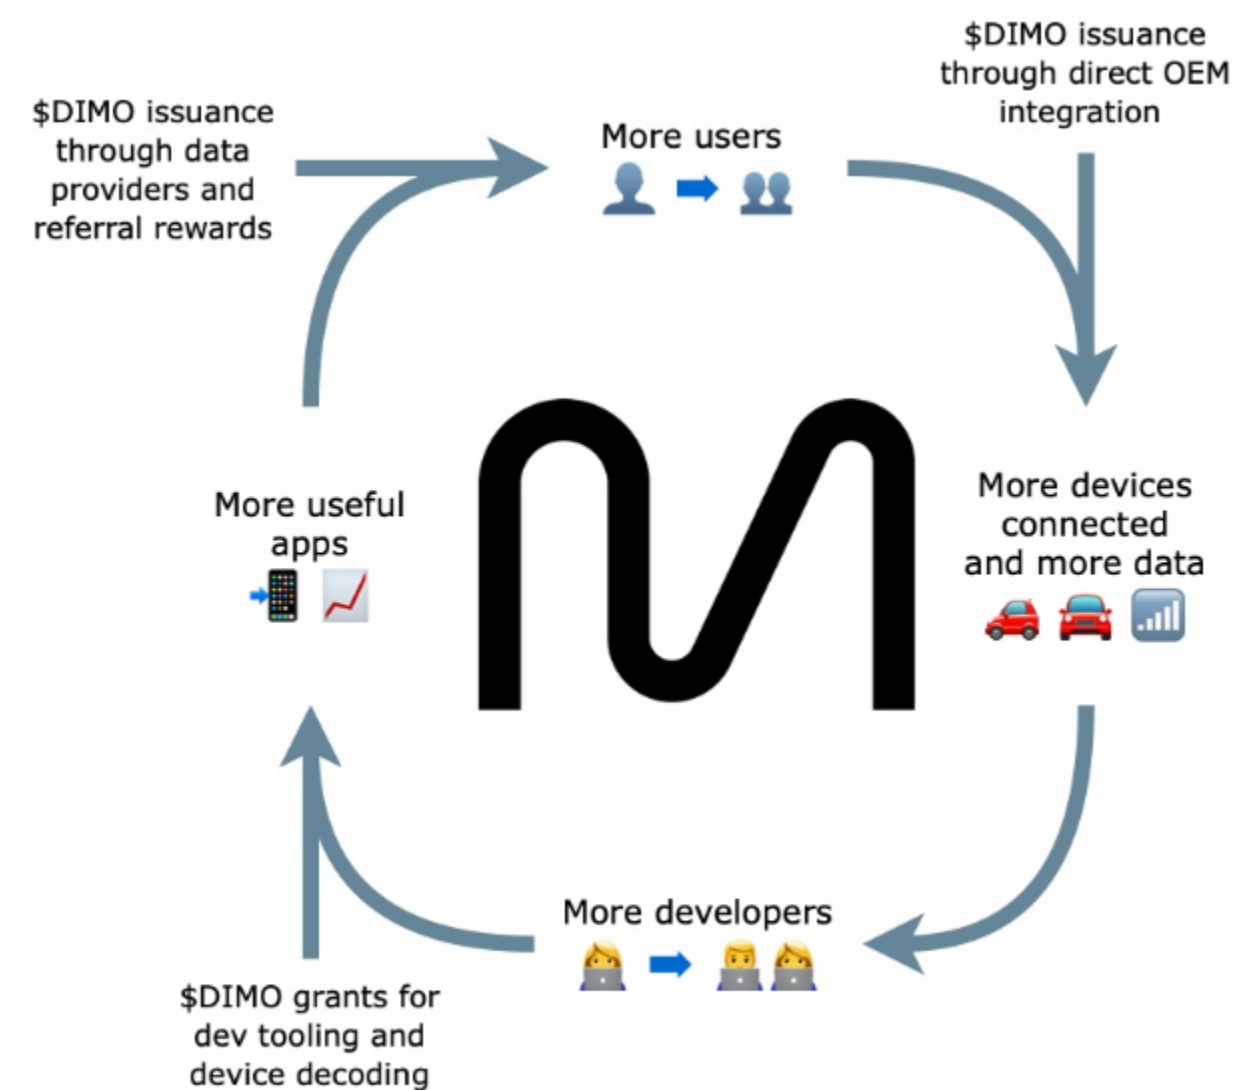 $DIMO issuance
through direct OEM
integration
$DIMO issuance
through data
providers and
referral rewards
More users
More devices
connected
and more data
More useful
apps
More developers
$DIMO grants for
dev tooling and
device decoding